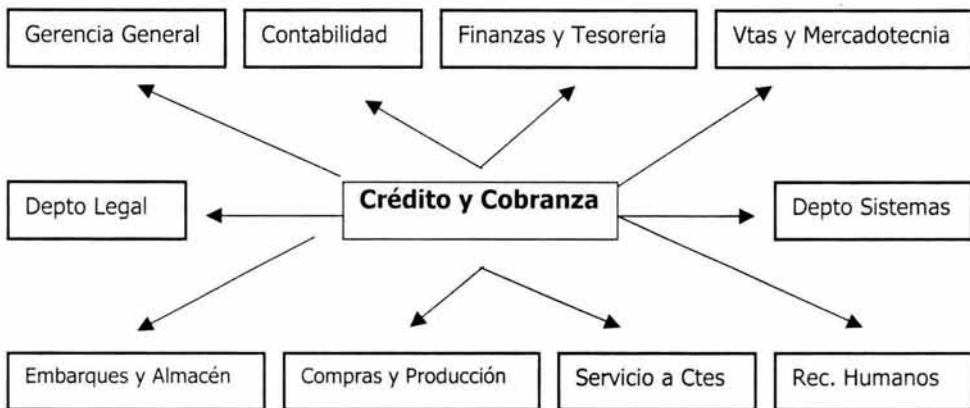 Gerencia General
Contabilidad
Finanzas y Tesorería
Vtas y Mercadotecnia
Depto Legal
Crédito y Cobranza
Depto Sistemas
Embarques y Almacén
Compras y Producción
Servicio a Ctes
Rec. Humanos